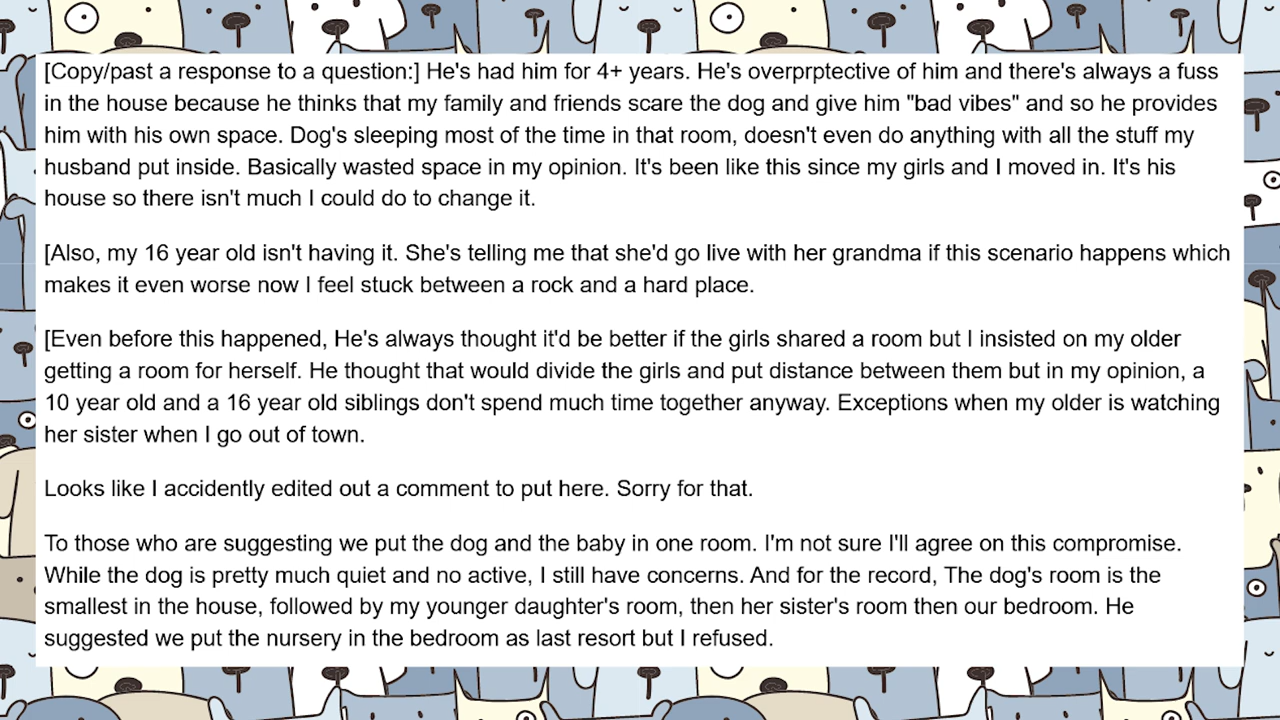 [Copy/past a response to a question:] He's had him for 4+ years. He's overprptective of him and there's always a fuss
in the house because he thinks that my family and friends scare the dog and give him "bad vibes" and so he provides
him with his own space. Dog's sleeping most of the time in that room, doesn't even do anything with all the stuff my
husband put inside. Basically wasted space in my opinion. It's been like this since my girls and I moved in. It's his
house so there isn't much I could do to change it.
[Also, my 16 year old isn't having it. She's telling me that she'd go live with her grandma if this scenario happens which
makes it even worse now I feel stuck between a rock and a hard place.
[Even before this happened, He's always thought it'd be better if the girls shared a room but I insisted on my older
getting a room for herself. He thought that would divide the girls and put distance between them but in my opinion, a
10 year old and a 16 year old siblings don't spend much time together anyway. Exceptions when my older is watching
her sister when I go out of town.
Looks like I accidently edited out a comment to put here. Sorry for that.
To those who are suggesting we put the dog and the baby in one room. I'm not sure I'll agree on this compromise.
While the dog is pretty much quiet and no active, I still have concerns. And for the record, The dog's room is the
smallest in the house, followed by my younger daughter's room, then her sister's room then our bedroom. He
suggested we put the nursery in the bedroom as last resort but I refused.